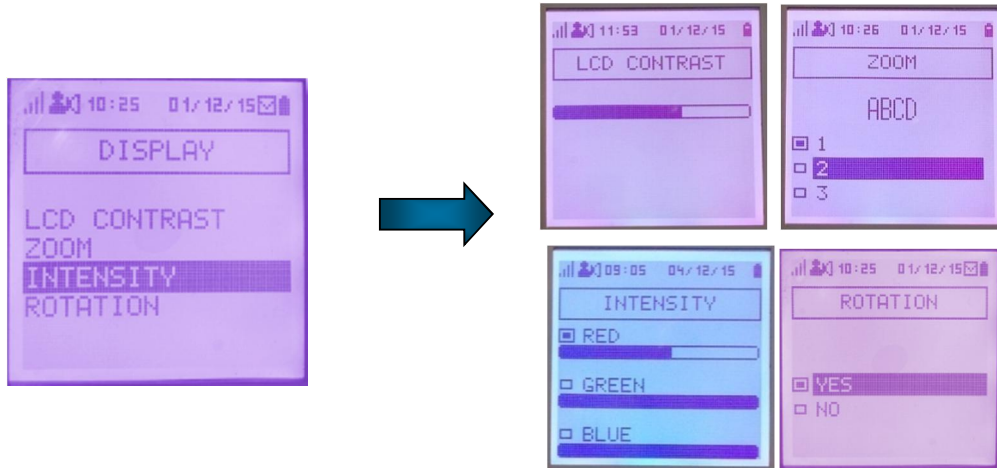 10:25 01/12/15
DISPLAY
LCD CONTRAST
ZOOM
INTENSITY
ROTATION
11:53 01/12/15
LCD CONTRAST
10:26 01/12/15
ZOOM
ABCD
1
2
3
09:05 04/12/15
INTENSITY
RED
GREEN
BLUE
10:25 01/12/15
ROTATION
YES
NO